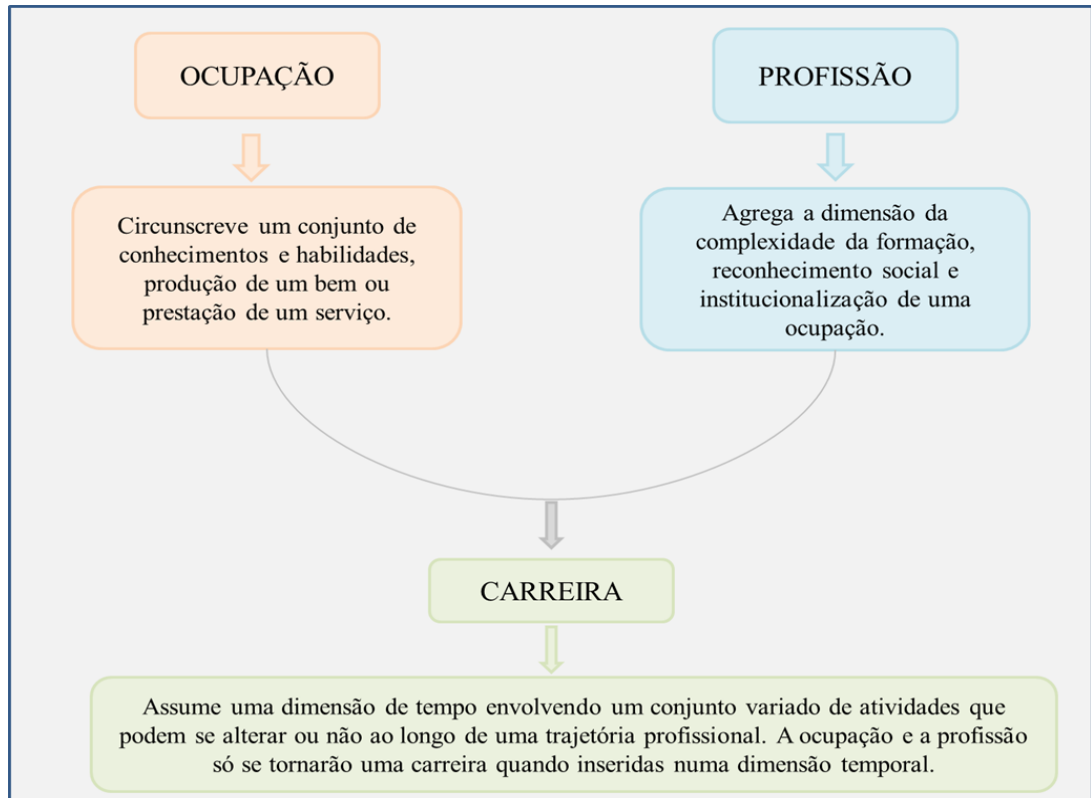 OCUPAÇÃO
PROFISSÃO
Circunscreve um conjunto de
conhecimentos e habilidades,
produção de um bem ou
prestação de um serviço.
Agrega a dimensão da
complexidade da formação,
reconhecimento social e
institucionalização de uma
ocupação.
CARREIRA
Assume uma dimensão de tempo envolvendo um conjunto variado de atividades que
podem se alterar ou não ao longo de uma trajetória profissional. A ocupação e a profissão
só se tornarão uma carreira quando inseridas numa dimensão temporal.